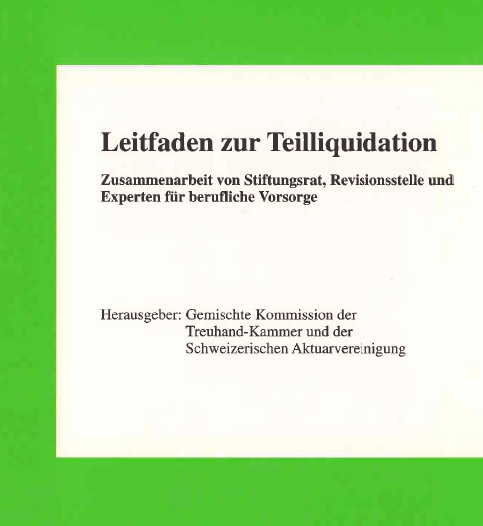 Leitfaden zur Teilliquidation
Zusammenarbeit von Stiftungsrat, Revisionsstelle und
Experten für berufliche Vorsorge
Herausgeber: Gemischte Kommission der
Treuhand-Kammer und der
Schweizerischen Aktuarvereinigung